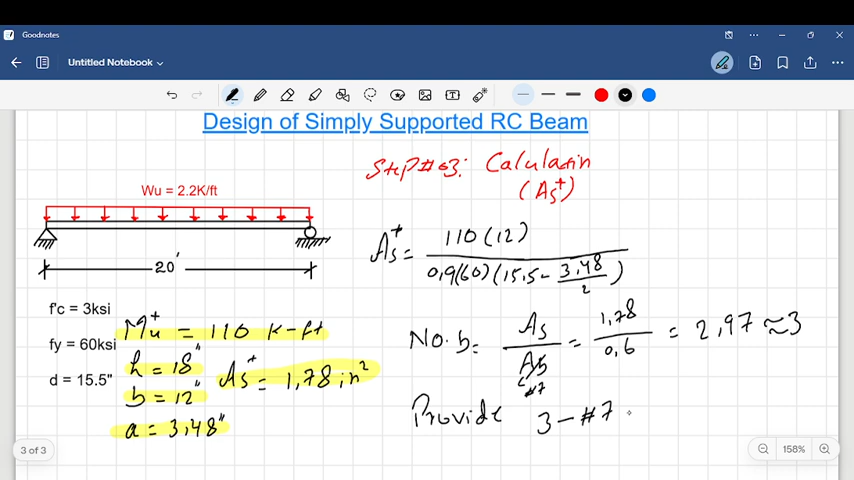 Goodnotes
Untitled Notebook
Design of Simply Supported RC Beam
Step#03: Calculasin
(As+)
Wu = 2.2K/ft
20'
As+ = 110(12) / 0,9(60)(15,5 - 3,48/2)
f'c = 3ksi
fy = 60ksi
d = 15.5"
Mu+ = 110 K-ft
h = 18"
b = 12"
a = 3,48"
As+ = 1,78 in2
No.b = As / Ab #7 = 1,78 / 0,6 = 2,97 ≈ 3
Provide 3-#7
3 of 3
158%